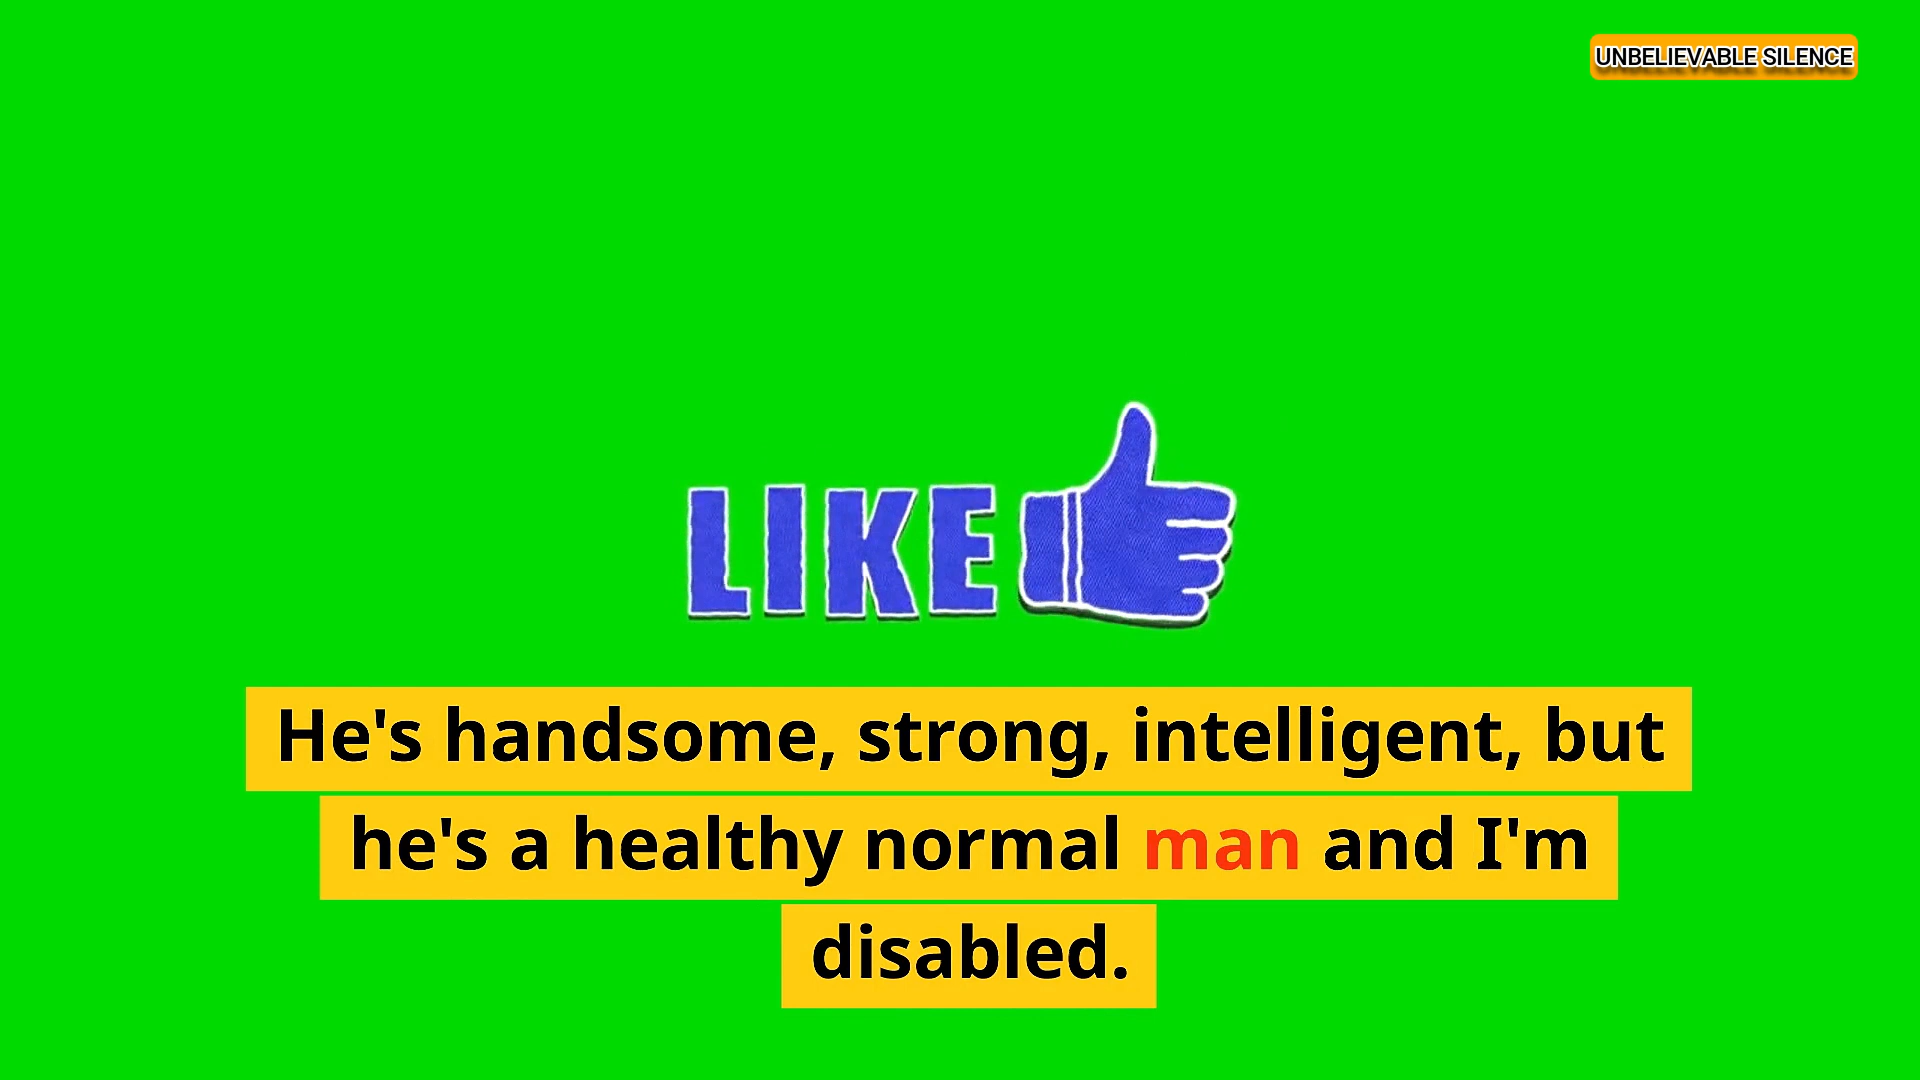 UNBELIEVABLE SILENCE
LIKE
He's handsome, strong, intelligent, but
he's a healthy normal man and I'm
disabled.